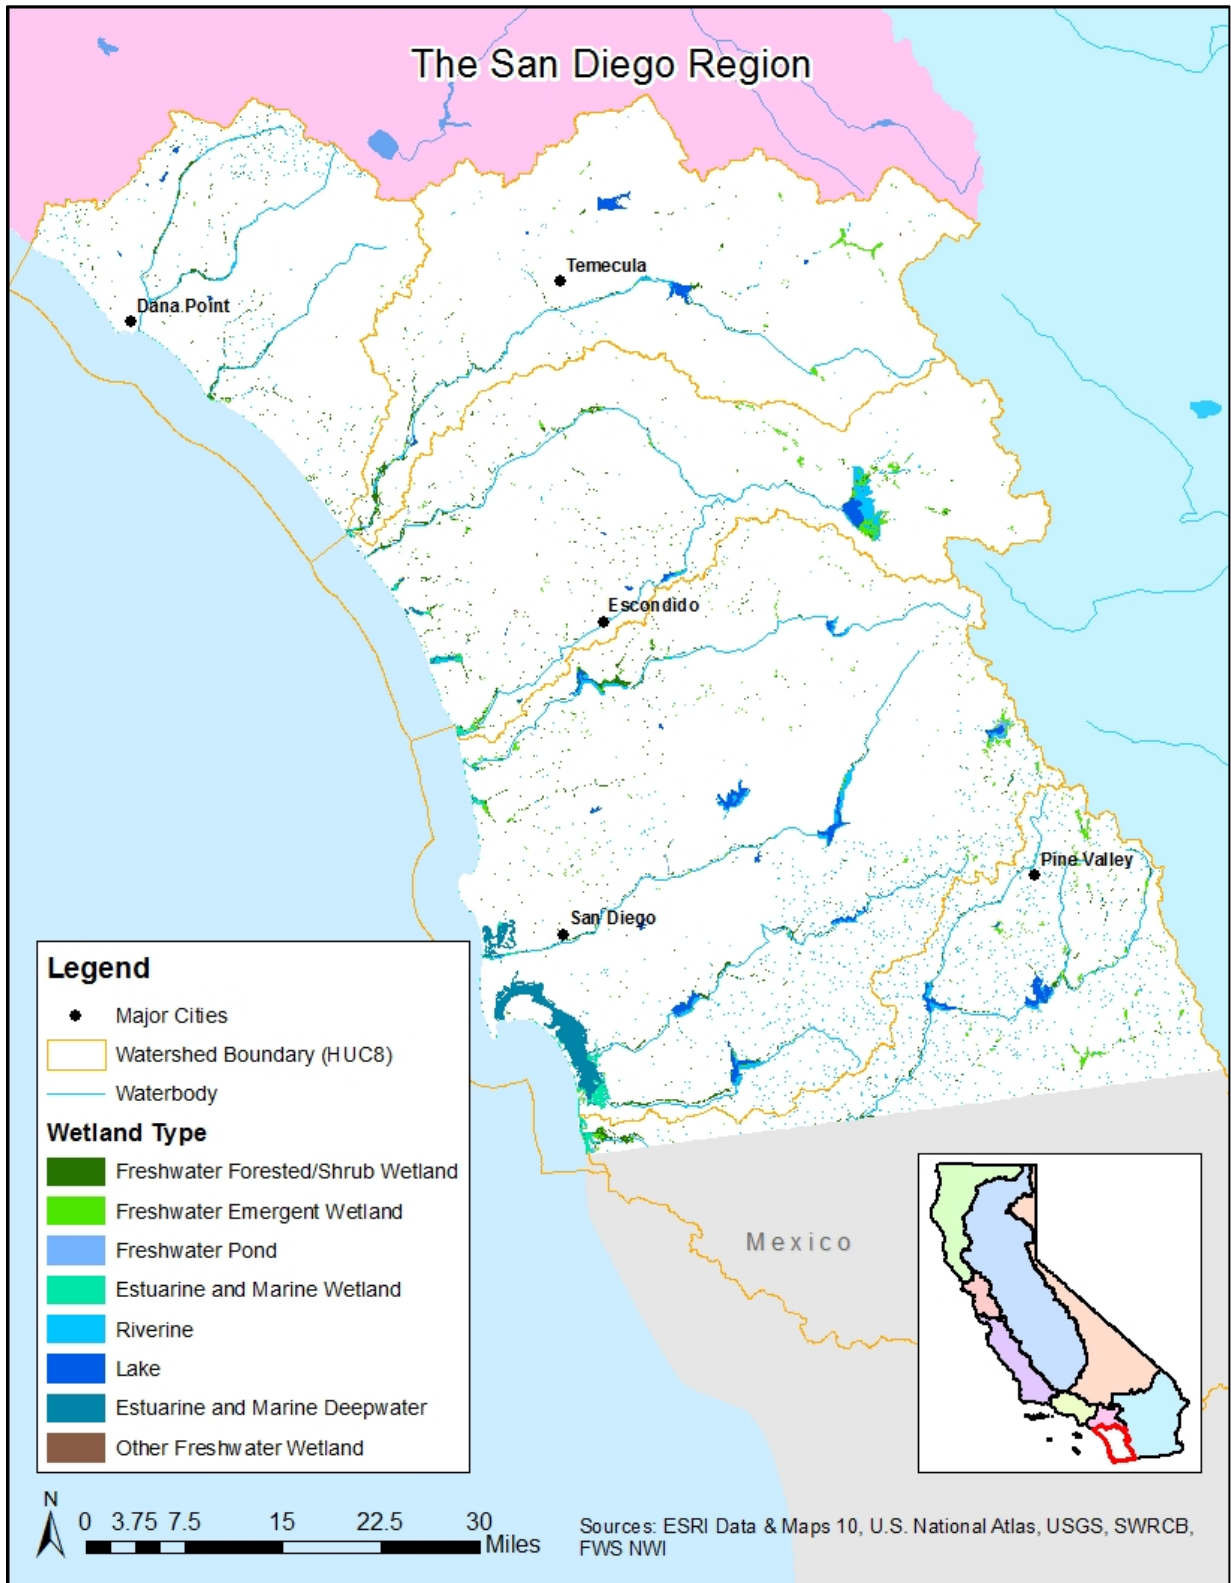 The San Diego Region
Temecula
Dana Point
Escondido
Pine Valley
San Diego
Legend
Major Cities
Watershed Boundary (HUC8)
Waterbody
Wetland Type
Freshwater Forested/Shrub Wetland
Freshwater Emergent Wetland
Freshwater Pond
Estuarine and Marine Wetland
Riverine
Lake
Estuarine and Marine Deepwater
Other Freshwater Wetland
Mexico
N
0 3.75 7.5 15 22.5 30
Miles
Sources: ESRI Data & Maps 10, U.S. National Atlas, USGS, SWRCB,
FWS NWI